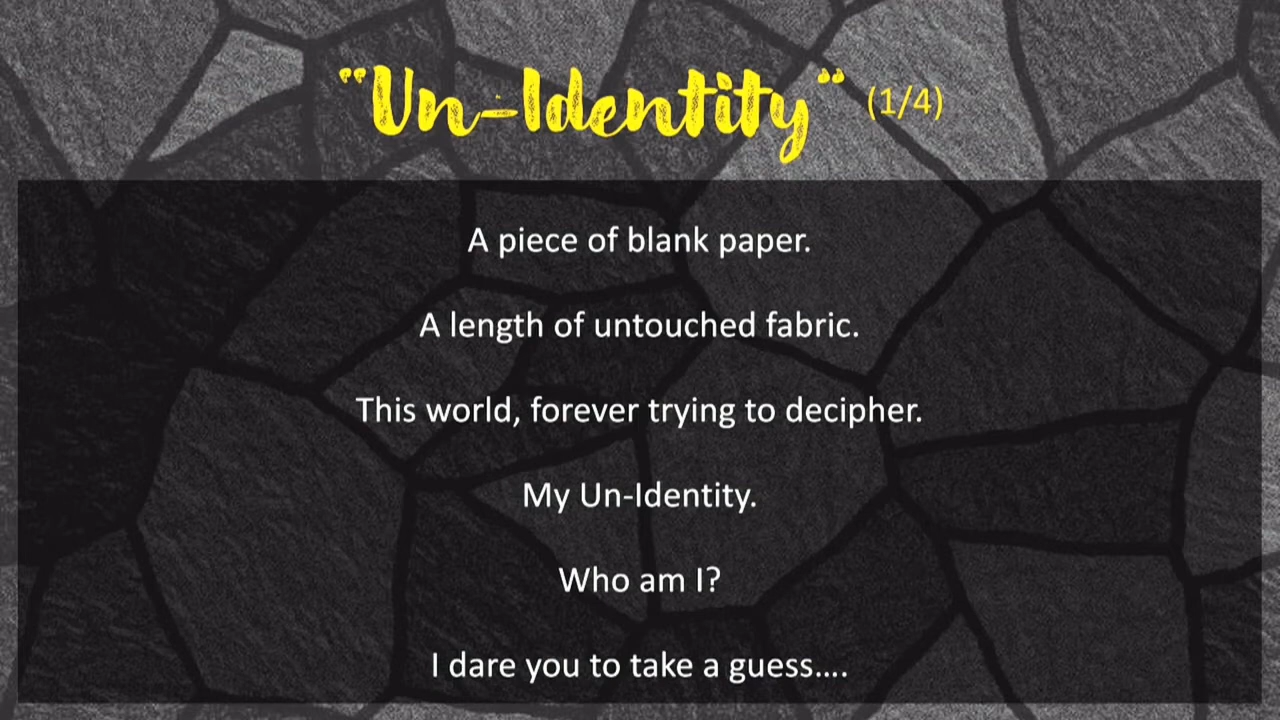 "Un-Identity" (1/4)
A piece of blank paper.
A length of untouched fabric.
This world, forever trying to decipher.
My Un-Identity.
Who am I?
I dare you to take a guess....